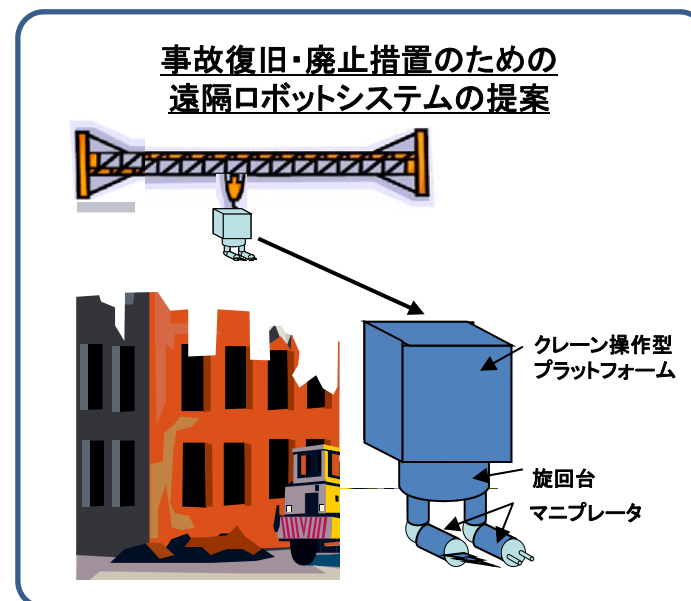 事故復旧・廃止措置のための
遠隔ロボットシステムの提案
クレーン操作型
プラットフォーム
旋回台
マニプレータ